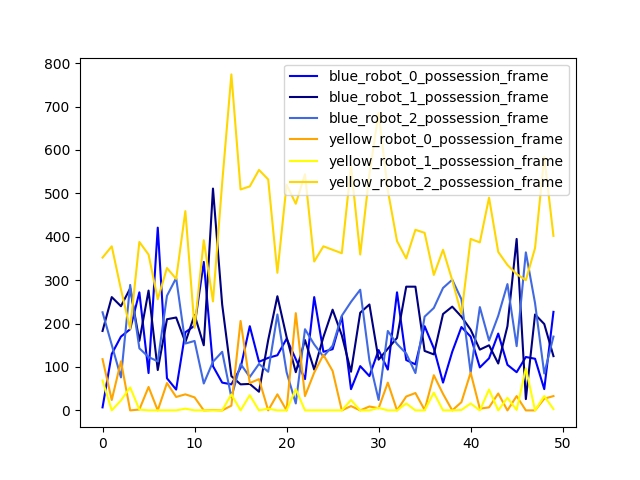 800
700
600
500
400
300
200
100
0
0 10 20 30 40 50
blue_robot_0_possession_frame
blue_robot_1_possession_frame
blue_robot_2_possession_frame
yellow_robot_0_possession_frame
yellow_robot_1_possession_frame
yellow_robot_2_possession_frame